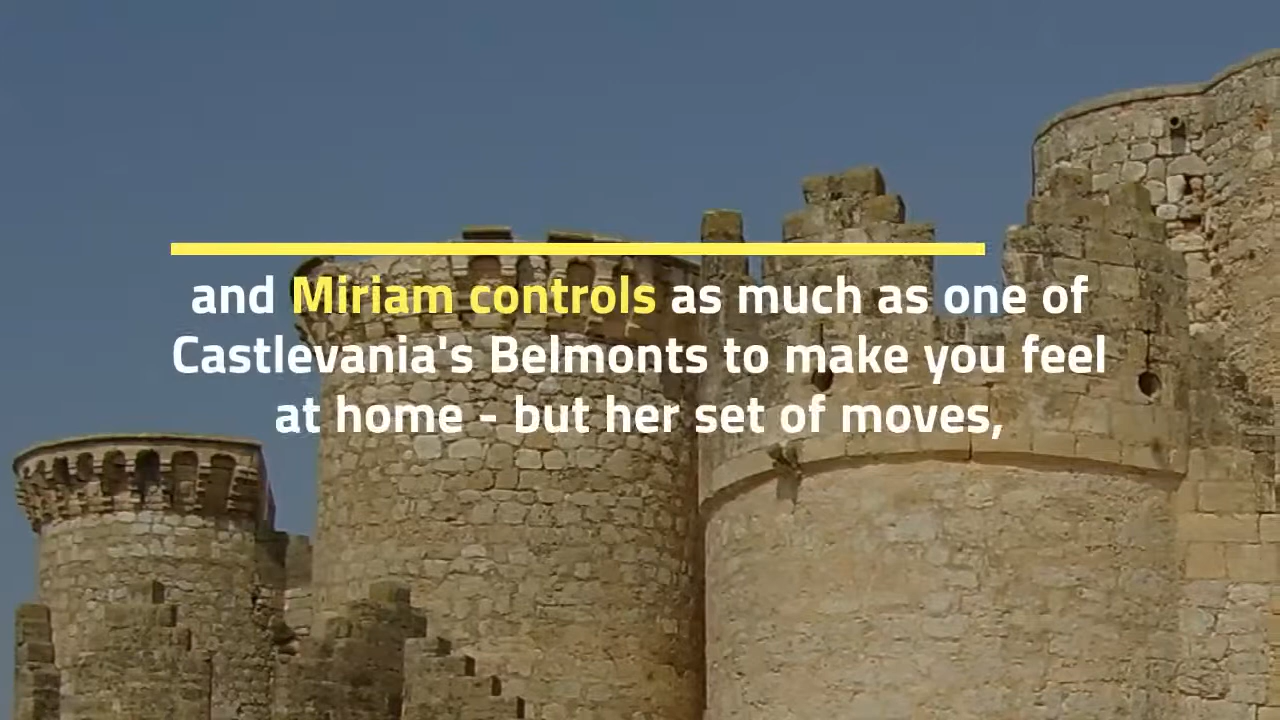 and Miriam controls as much as one of
Castlevania's Belmonts to make you feel
at home - but her set of moves,